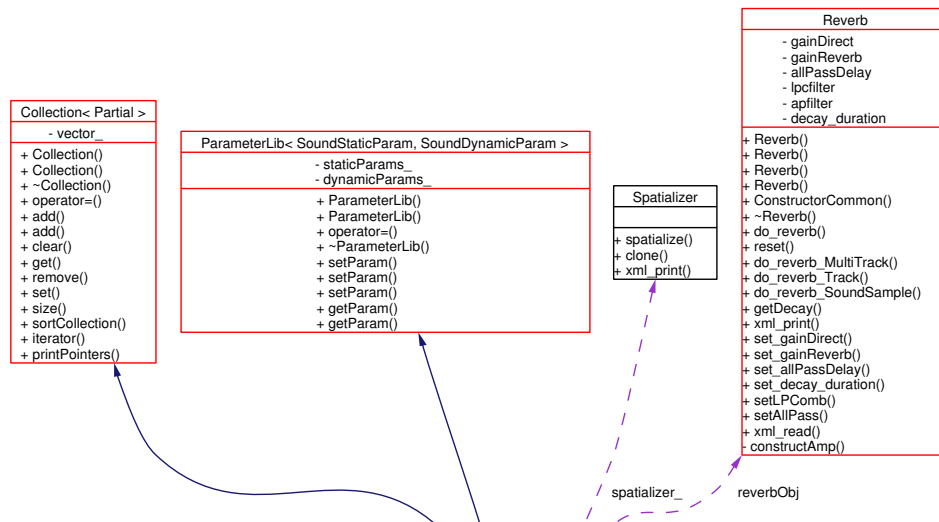 Collection< Partial >
- vector_
+ Collection()
+ Collection()
+ ~Collection()
+ operator=()
+ add()
+ add()
+ clear()
+ get()
+ remove()
+ set()
+ size()
+ sortCollection()
+ iterator()
+ printPointers()
ParameterLib< SoundStaticParam, SoundDynamicParam >
- staticParams_
- dynamicParams_
+ ParameterLib()
+ ParameterLib()
+ operator=()
+ ~ParameterLib()
+ setParam()
+ setParam()
+ setParam()
+ getParam()
+ getParam()
Spatializer
+ spatialize()
+ clone()
+ xml_print()
Reverb
- gainDirect
- gainReverb
- allPassDelay
- lpcfilter
- apfilter
- decay_duration
+ Reverb()
+ Reverb()
+ Reverb()
+ Reverb()
+ ConstructorCommon()
+ ~Reverb()
+ do_reverb()
+ reset()
+ do_reverb_MultiTrack()
+ do_reverb_Track()
+ do_reverb_SoundSample()
+ getDecay()
+ xml_print()
+ set_gainDirect()
+ set_gainReverb()
+ set_allPassDelay()
+ set_decay_duration()
+ setLPComb()
+ setAllPass()
+ xml_read()
- constructAmp()
spatializer_
reverbObj